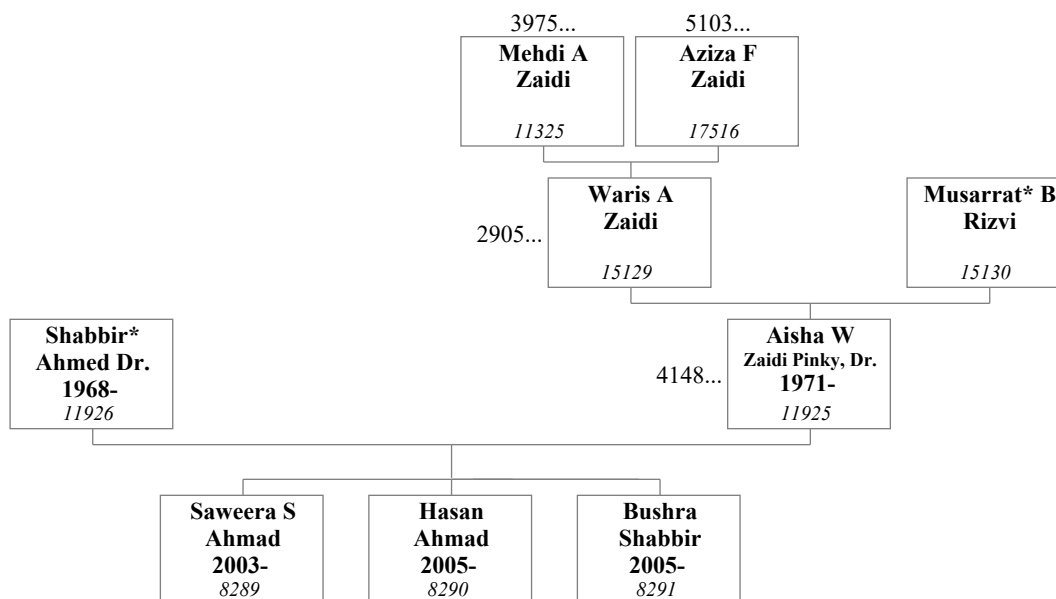 3975...
5103...
Mehdi A
Zaidi
11325
Aziza F
Zaidi
17516
2905...
Waris A
Zaidi
15129
Musarrat* B
Rizvi
15130
Shabbir*
Ahmed Dr.
1968-
11926
4148...
Aisha W
Zaidi Pinky, Dr.
1971-
11925
Saweera S
Ahmad
2003-
8289
Hasan
Ahmad
2005-
8290
Bushra
Shabbir
2005-
8291